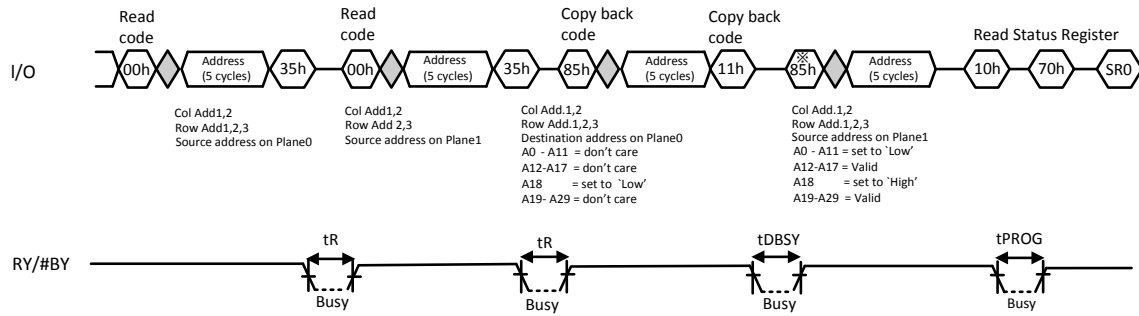 Read
code
Read
code
Copy back
code
Copy back
code
Read Status Register
I/O
00h
Address
(5 cycles)
35h
00h
Address
(5 cycles)
35h
85h
Address
(5 cycles)
11h
※
85h
Address
(5 cycles)
10h
70h
SR0
Col Add1,2
Row Add1,2,3
Source address on Plane0
Col Add1,2
Row Add 2,3
Source address on Plane1
Col Add.1,2
Row Add.1,2,3
Destination address on Plane0
A0 - A11 = don't care
A12-A17 = don't care
A18 = set to `Low'
A19- A29 = don't care
Col Add.1,2
Row Add.1,2,3
Source address on Plane1
A0 - A11 = set to `Low'
A12-A17 = Valid
A18 = set to `High'
A19-A29 = Valid
RY/#BY
tR
tR
tDBSY
tPROG
Busy
Busy
Busy
Busy